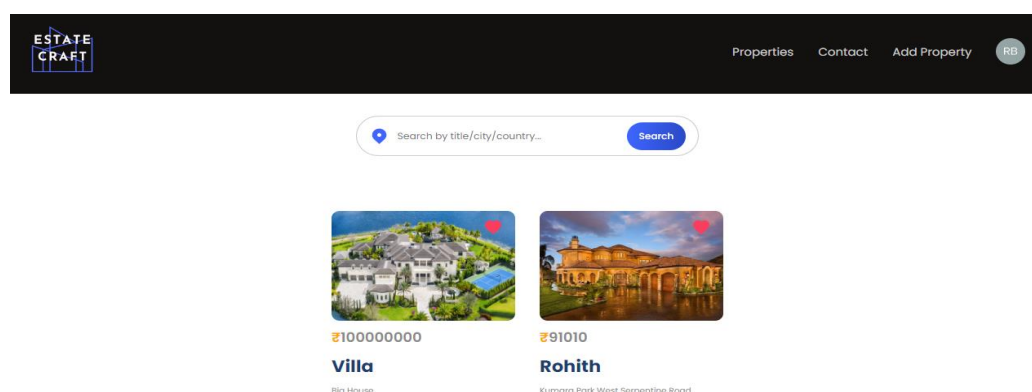 ESTATE
CRAFT
Properties Contact Add Property RB
Search by title/city/country... Search
₹100000000 ₹91010
Villa Rohith
Big House Kumara Park West Serpentine Road